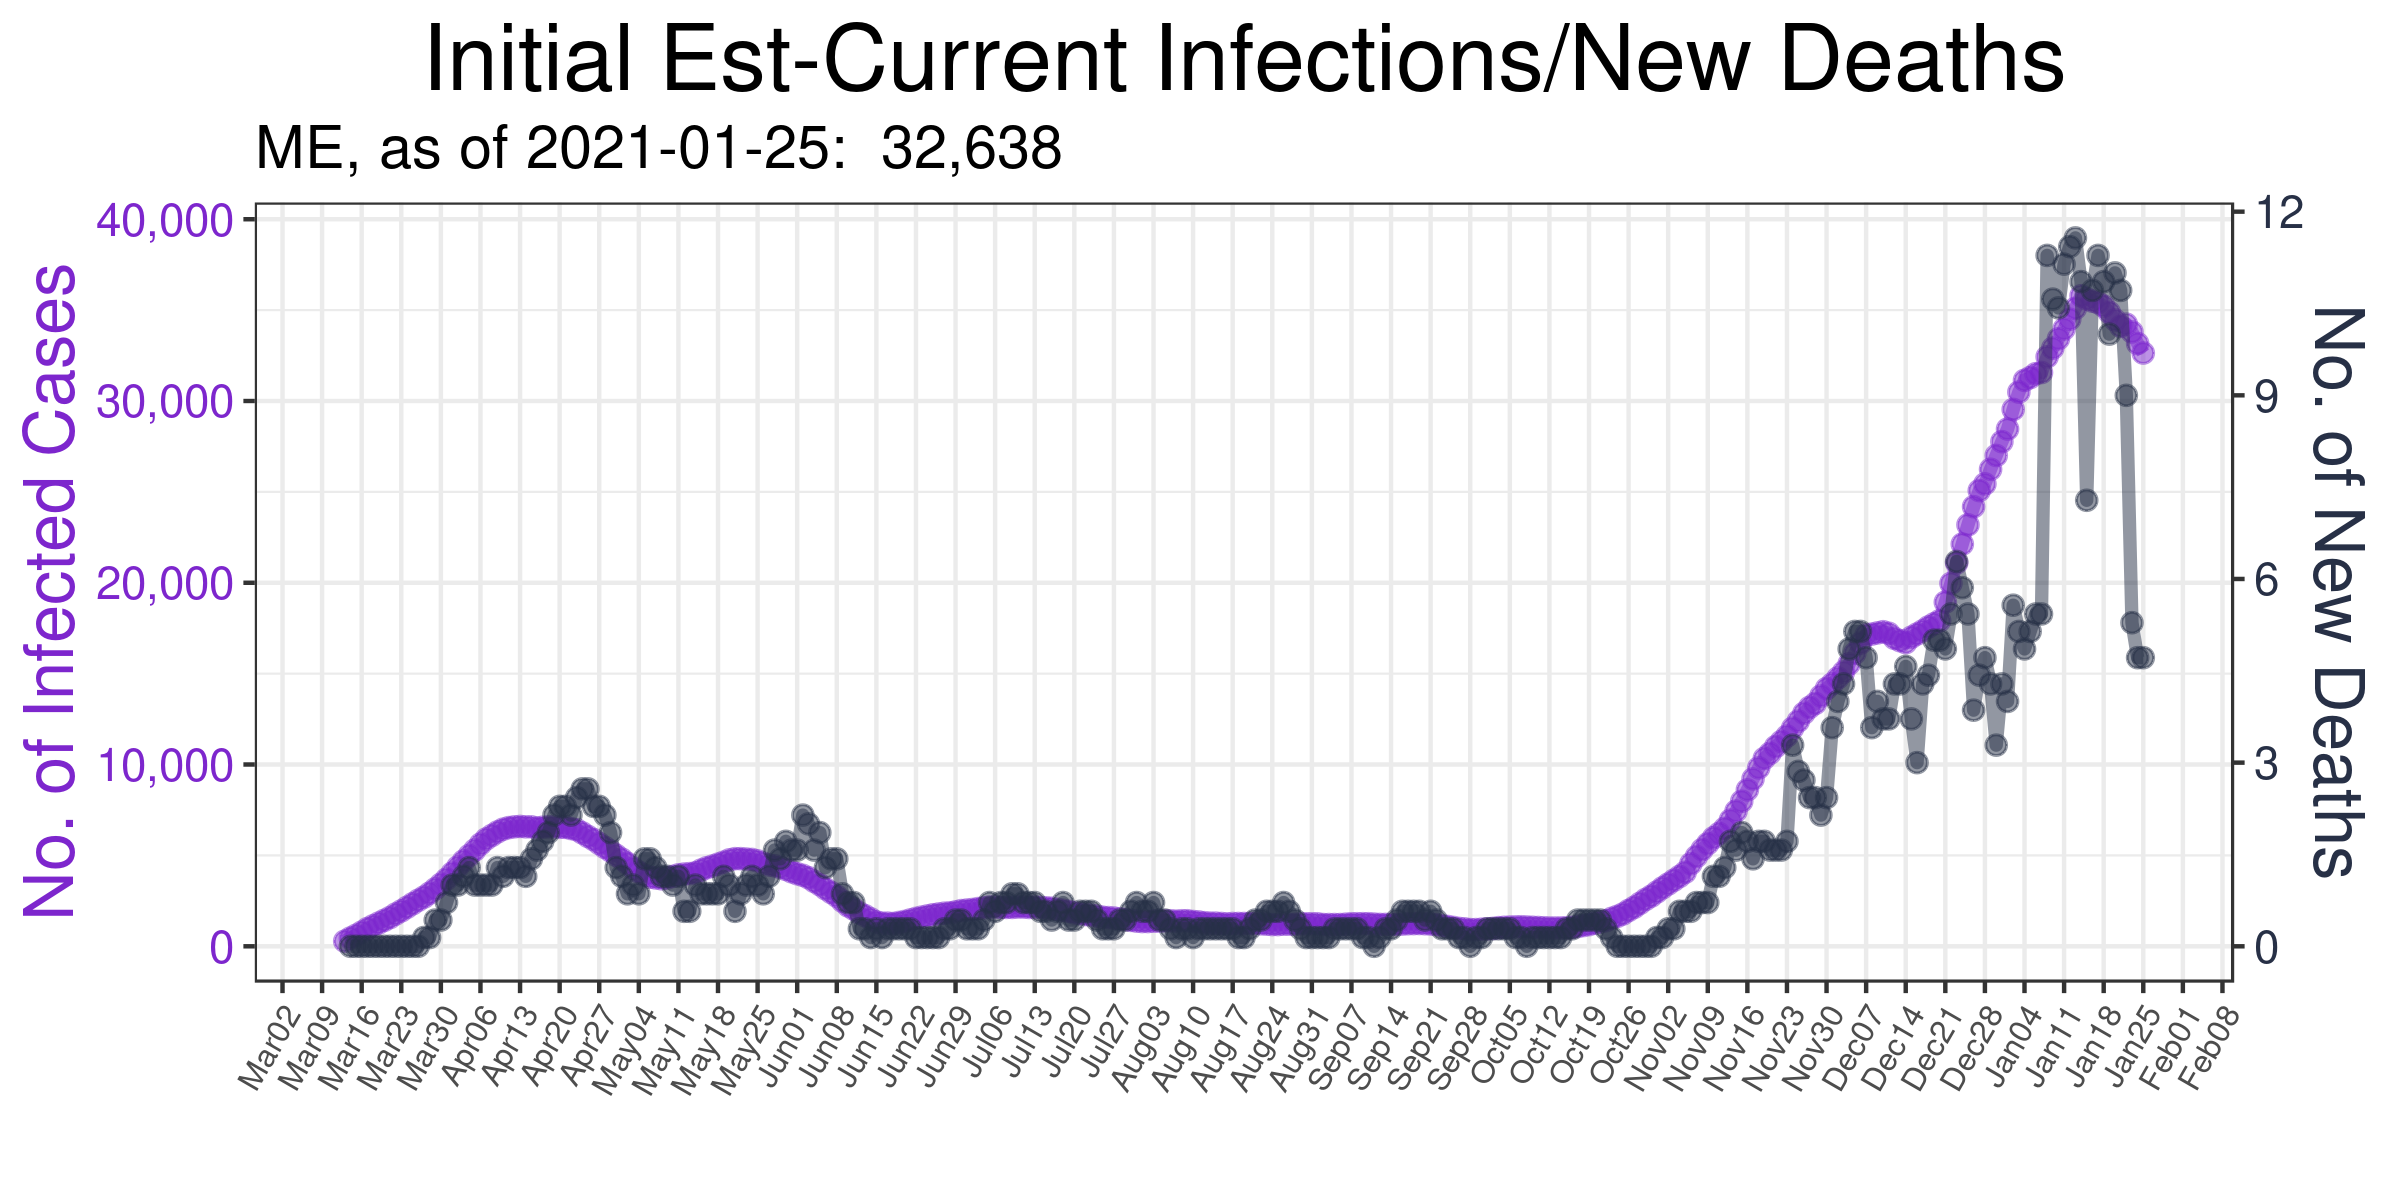 Initial Est-Current Infections/New Deaths
ME, as of 2021-01-25: 32,638
No. of Infected Cases
40,000
30,000
20,000
10,000
0
12
9
6
3
0
No. of New Deaths
Mar02
Mar09
Mar16
Mar23
Mar30
Apr06
Apr13
Apr20
Apr27
May04
May11
May18
May25
Jun01
Jun08
Jun15
Jun22
Jun29
Jul06
Jul13
Jul20
Jul27
Aug03
Aug10
Aug17
Aug24
Aug31
Sep07
Sep14
Sep21
Sep28
Oct05
Oct12
Oct19
Oct26
Nov02
Nov09
Nov16
Nov23
Nov30
Dec07
Dec14
Dec21
Dec28
Jan04
Jan11
Jan18
Jan25
Feb01
Feb08